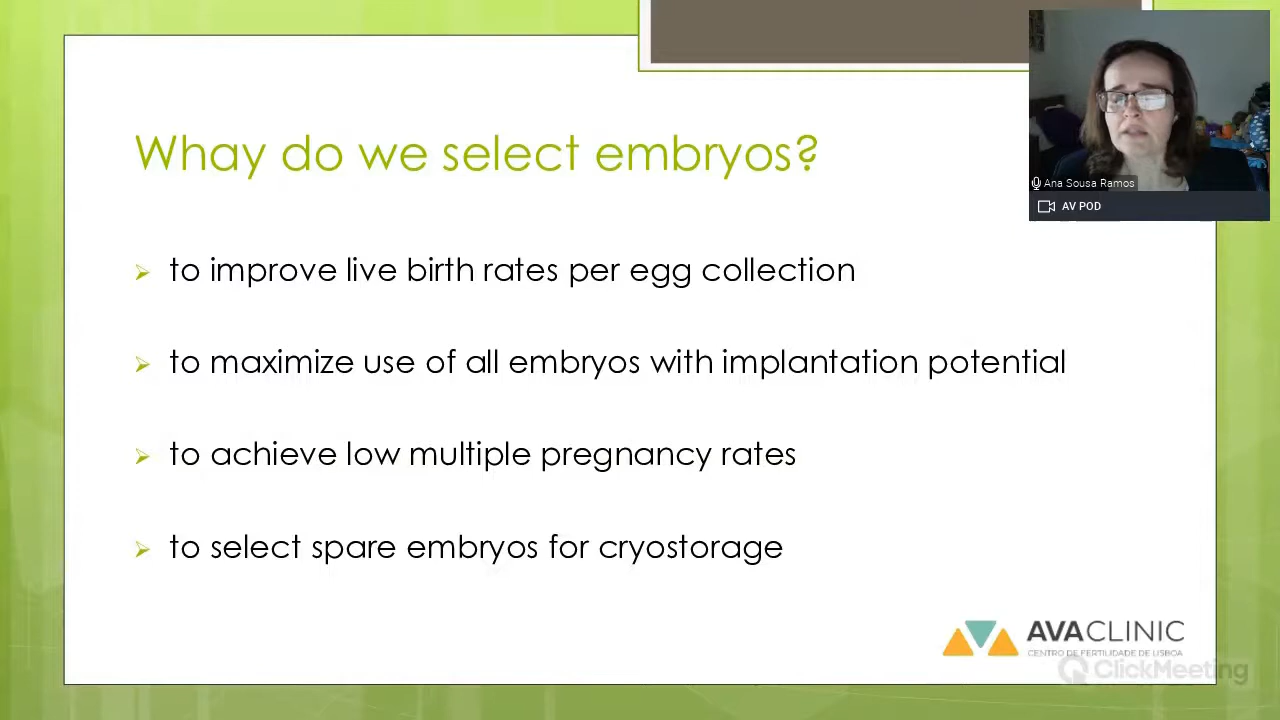 Whay do we select embryos?
to improve live birth rates per egg collection
to maximize use of all embryos with implantation potential
to achieve low multiple pregnancy rates
to select spare embryos for cryostorage
Ana Sousa Ramos
AV POD
AVACLINIC
CENTRO DE FERTILIDADE DE LISBOA
ClickMeeting